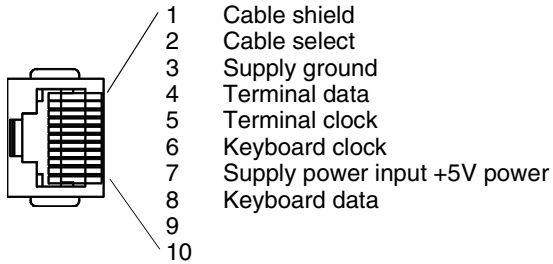 1 Cable shield
2 Cable select
3 Supply ground
4 Terminal data
5 Terminal clock
6 Keyboard clock
7 Supply power input +5V power
8 Keyboard data
9
10